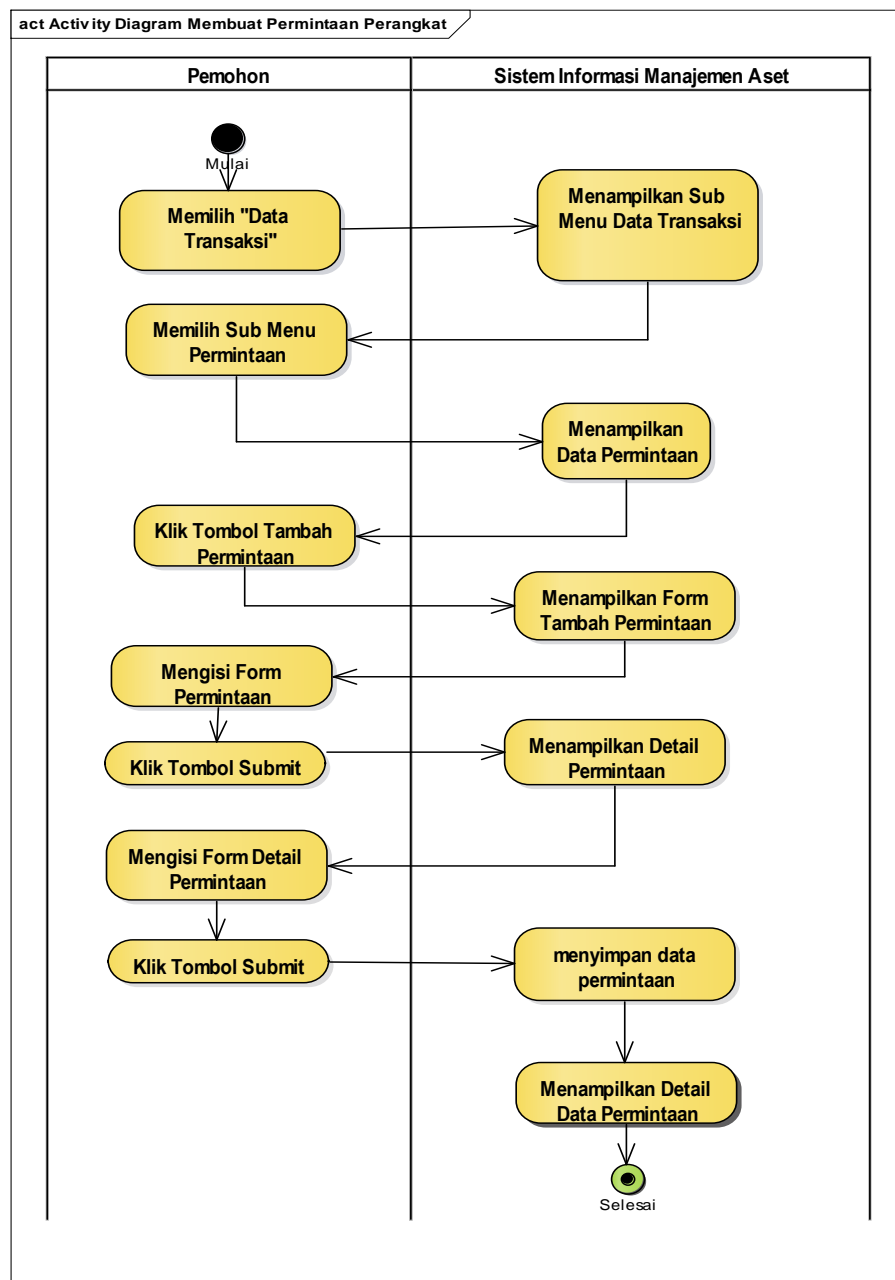 act Activity Diagram Membuat Permintaan Perangkat
Pemohon
Sistem Informasi Manajemen Aset
Mulai
Memilih "Data
Transaksi"
Menampilkan Sub
Menu Data Transaksi
Memilih Sub Menu
Permintaan
Menampilkan
Data Permintaan
Klik Tombol Tambah
Permintaan
Menampilkan Form
Tambah Permintaan
Mengisi Form
Permintaan
Klik Tombol Submit
Menampilkan Detail
Permintaan
Mengisi Form Detail
Permintaan
Klik Tombol Submit
menyimpan data
permintaan
Menampilkan Detail
Data Permintaan
Selesai